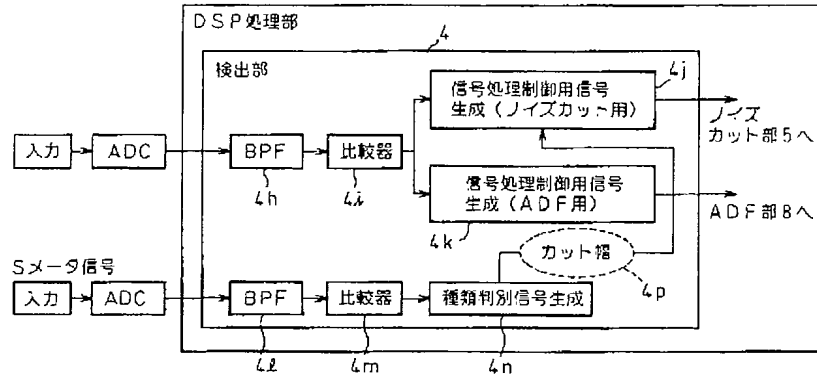 DSP処理部
4
検出部
信号処理制御用信号
生成(ノイズカット用)
4j
ノイズ
カット部5へ
入力
ADC
BPF
4h
比較器
4i
信号処理制御用信号
生成(ADF用)
4k
ADF部8へ
カット幅
4p
Sメータ信号
入力
ADC
BPF
4l
比較器
4m
種類判別信号生成
4n